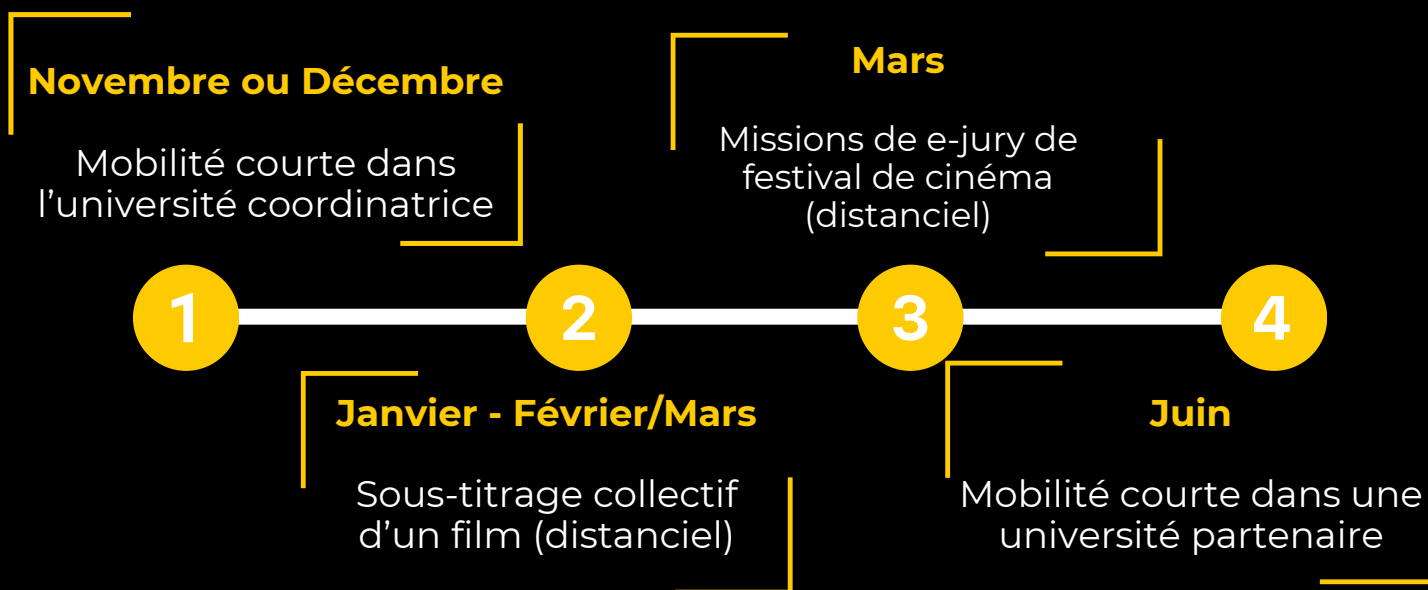 Novembre ou Décembre
Mobilité courte dans
l'université coordinatrice
Mars
Missions de e-jury de
festival de cinéma
(distanciel)
1
2
3
4
Janvier - Février/Mars
Sous-titrage collectif
d'un film (distanciel)
Juin
Mobilité courte dans une
université partenaire